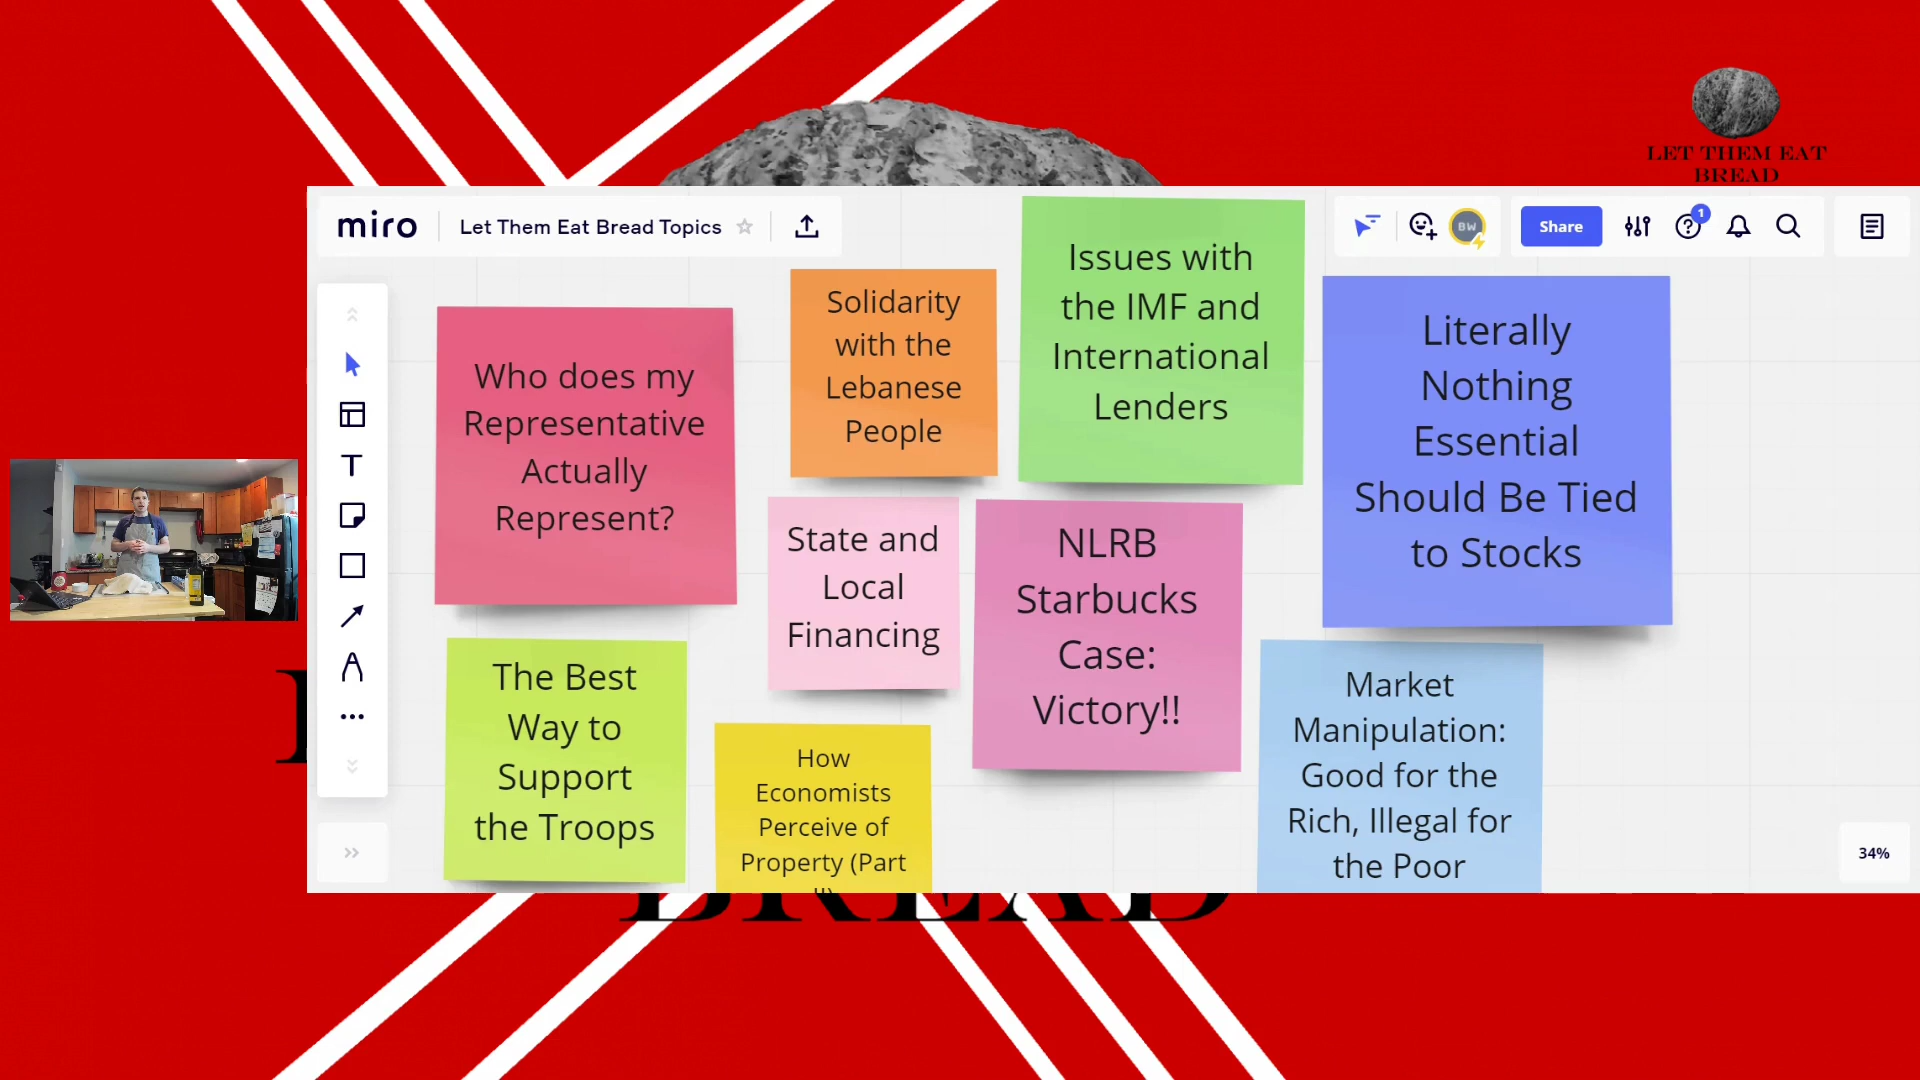 LET THEM EAT
BREAD
miro
Let Them Eat Bread Topics
BW
Share
1
Who does my
Representative
Actually
Represent?
Solidarity
with the
Lebanese
People
Issues with
the IMF and
International
Lenders
Literally
Nothing
Essential
Should Be Tied
to Stocks
State and
Local
Financing
NLRB
Starbucks
Case:
Victory!!
The Best
Way to
Support
the Troops
How
Economists
Perceive of
Property (Part
Market
Manipulation:
Good for the
Rich, Illegal for
the Poor
34%
BREAD